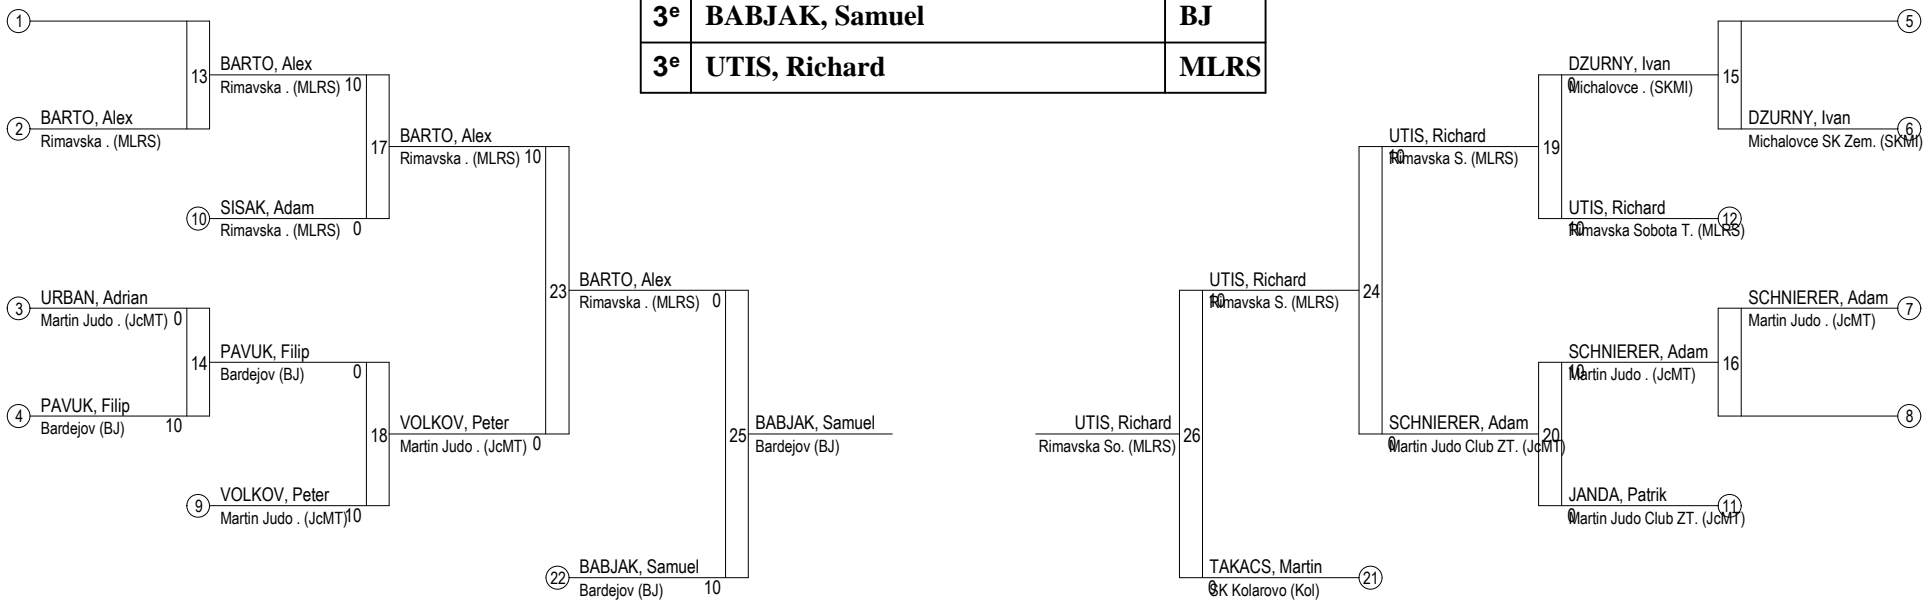 3e BABJAK, Samuel BJ
3e UTIS, Richard MLRS
1
13
BARTO, Alex
Rimavska . (MLRS) 10
2
BARTO, Alex
Rimavska . (MLRS)
17
BARTO, Alex
Rimavska . (MLRS) 10
10
SISAK, Adam
Rimavska . (MLRS) 0
3
URBAN, Adrian
Martin Judo . (JcMT) 0
14
PAVUK, Filip
Bardejov (BJ) 0
4
PAVUK, Filip
Bardejov (BJ) 10
18
VOLKOV, Peter
Martin Judo . (JcMT) 0
9
VOLKOV, Peter
Martin Judo . (JcMT) 10
23
BARTO, Alex
Rimavska . (MLRS) 0
25
BABJAK, Samuel
Bardejov (BJ)
22
BABJAK, Samuel
Bardejov (BJ) 10
5
15
DZURNY, Ivan
0
Michalovce . (SKMI)
6
DZURNY, Ivan
Michalovce SK Zem. (SKMI)
19
UTIS, Richard
10
Rimavska S. (MLRS)
12
UTIS, Richard
10
Rimavska Sobota T. (MLRS)
7
SCHNIERER, Adam
Martin Judo . (JcMT)
16
SCHNIERER, Adam
10
Martin Judo . (JcMT)
8
20
SCHNIERER, Adam
0
Martin Judo Club ZT. (JcMT)
11
JANDA, Patrik
0
Martin Judo Club ZT. (JcMT)
24
UTIS, Richard
10
Rimavska S. (MLRS)
26
UTIS, Richard
Rimavska So. (MLRS)
21
TAKACS, Martin
0
SK Kolarovo (Kol)